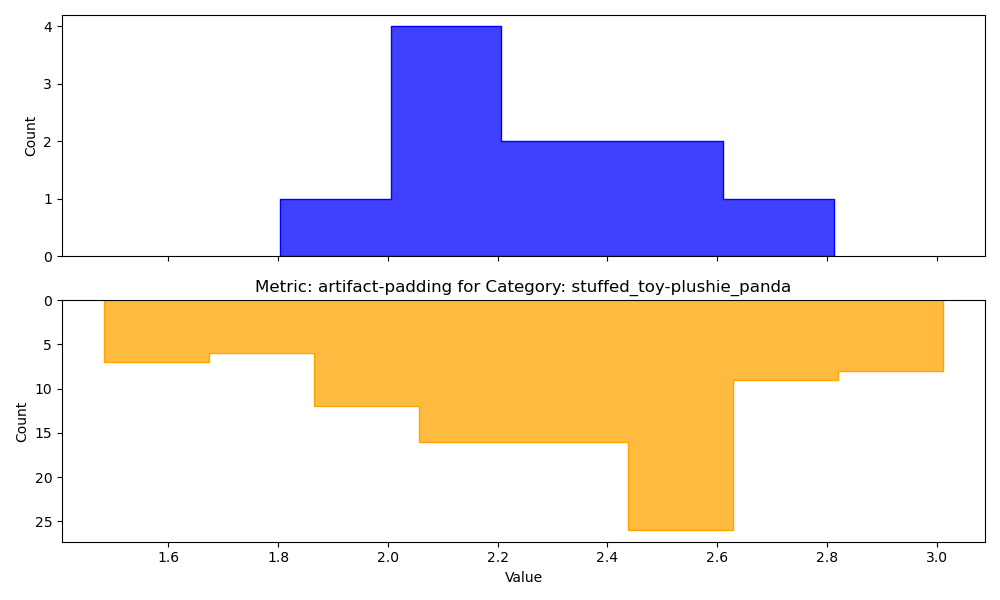 Count
4
3
2
1
0
Metric: artifact-padding for Category: stuffed_toy-plushie_panda
Count
0
5
10
15
20
25
1.6 1.8 2.0 2.2 2.4 2.6 2.8 3.0
Value